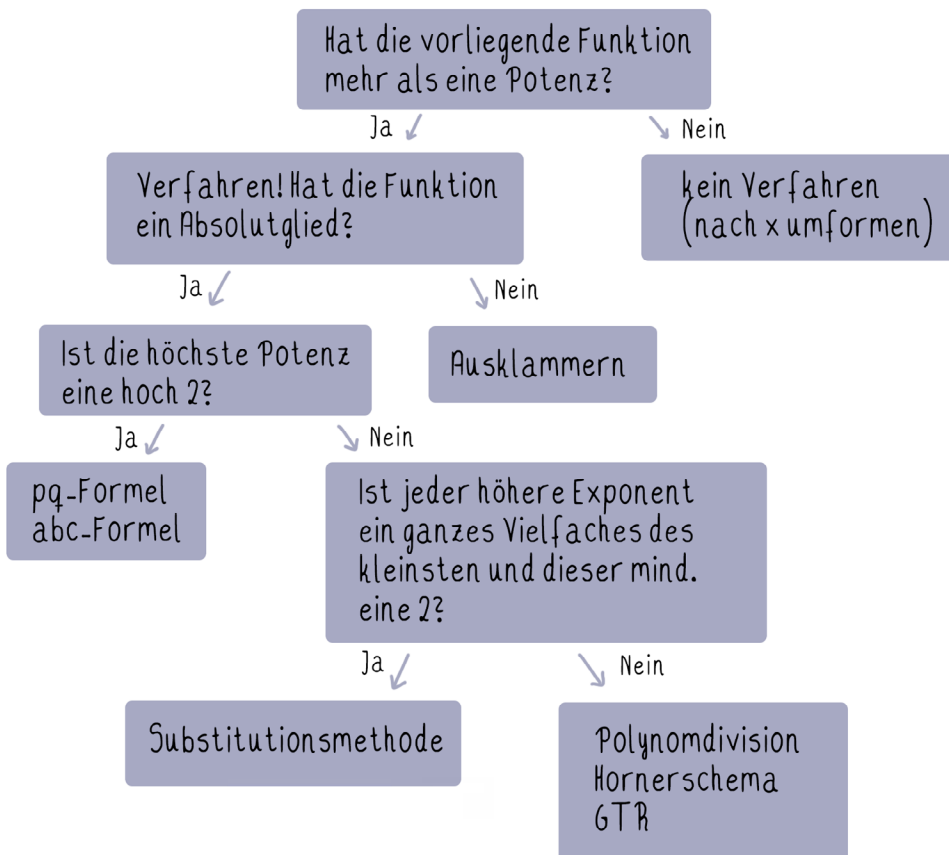 Hat die vorliegende Funktion
mehr als eine Potenz?
Ja
Nein
Verfahren! Hat die Funktion
ein Absolutglied?
kein Verfahren
(nach x umformen)
Ja
Nein
Ist die höchste Potenz
eine hoch 2?
Ausklammern
Ja
Nein
pq-Formel
abc-Formel
Ist jeder höhere Exponent
ein ganzes Vielfaches des
kleinsten und dieser mind.
eine 2?
Ja
Nein
Substitutionsmethode
Polynomdivision
Hornerschema
GTR